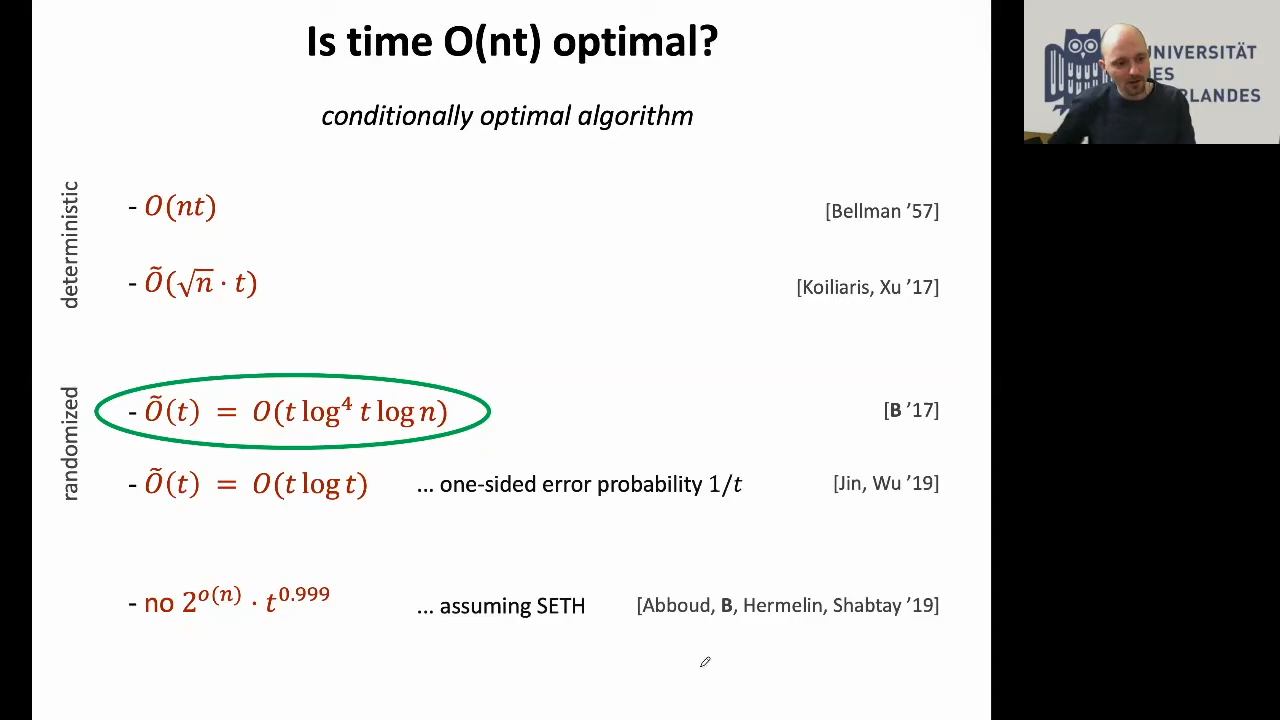 Is time O(nt) optimal?
conditionally optimal algorithm
deterministic
- O(nt) [Bellman ’57]
- Õ(√n · t) [Koiliaris, Xu ’17]
randomized
- Õ(t) = O(t log⁴ t log n) [B ’17]
- Õ(t) = O(t log t) ... one-sided error probability 1/t [Jin, Wu ’19]
- no 2^{o(n)} · t^{0.999} ... assuming SETH [Abboud, B, Hermelin, Shabtay ’19]
UNIVERSITÄT
DES